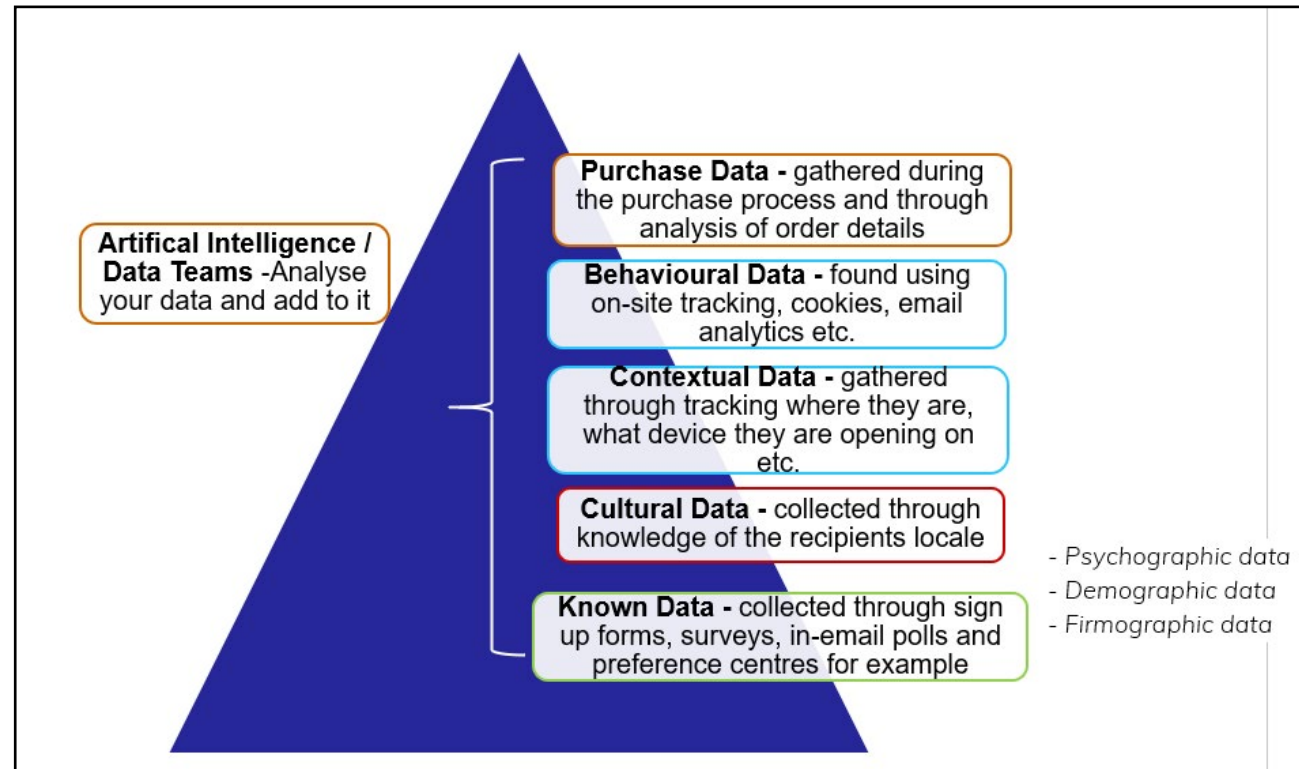 Artifical Intelligence /
Data Teams -Analyse
your data and add to it
Purchase Data - gathered during
the purchase process and through
analysis of order details
Behavioural Data - found using
on-site tracking, cookies, email
analytics etc.
Contextual Data - gathered
through tracking where they are,
what device they are opening on
etc.
Cultural Data - collected through
knowledge of the recipients locale
Known Data - collected through sign
up forms, surveys, in-email polls and
preference centres for example
- Psychographic data
- Demographic data
- Firmographic data